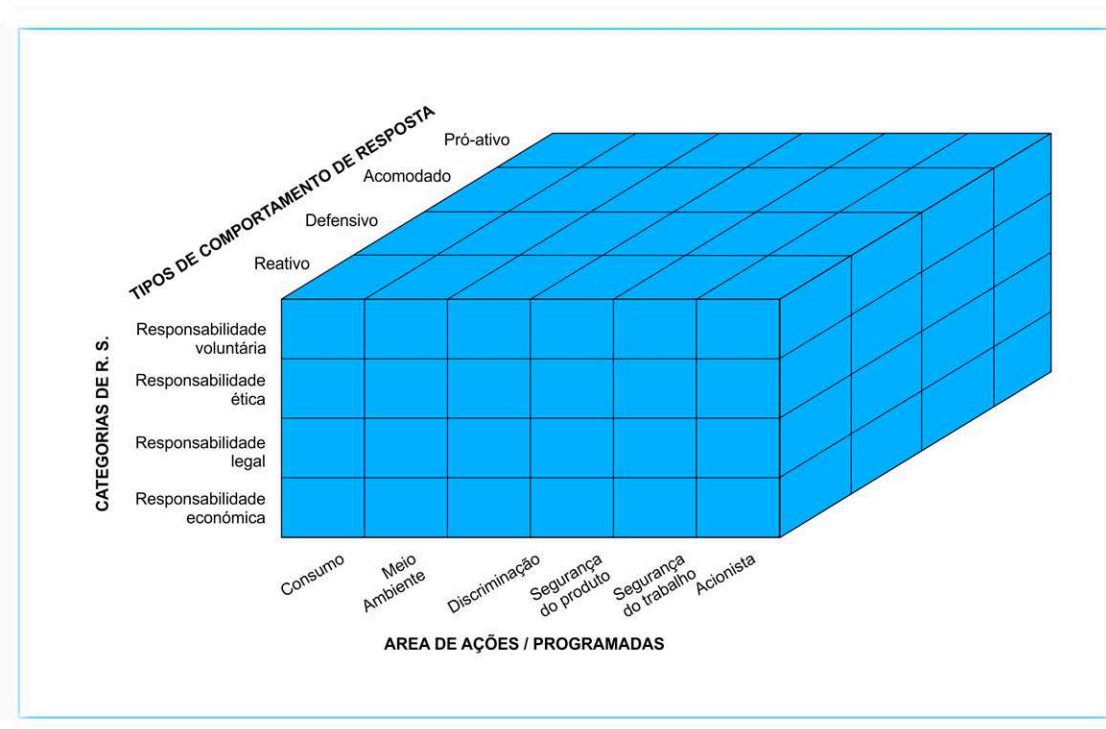 TIPOS DE COMPORTAMENTO DE RESPOSTA
Pró-ativo
Acomodado
Defensivo
Reativo
CATEGORIAS DE R. S.
Responsabilidade
voluntária
Responsabilidade
ética
Responsabilidade
legal
Responsabilidade
económica
Consumo
Meio
Ambiente
Discriminação
Segurança
do produto
Segurança
do trabalho
Acionista
AREA DE AÇÕES / PROGRAMADAS